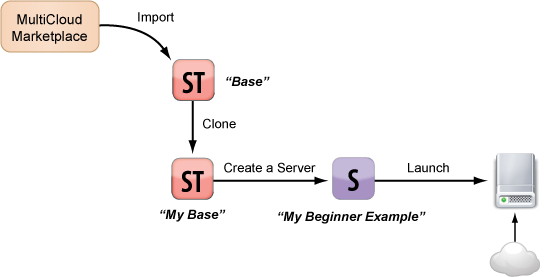 MultiCloud
Marketplace
Import
ST
“Base”
Clone
ST
Create a Server
S
Launch
“My Base”
“My Beginner Example”